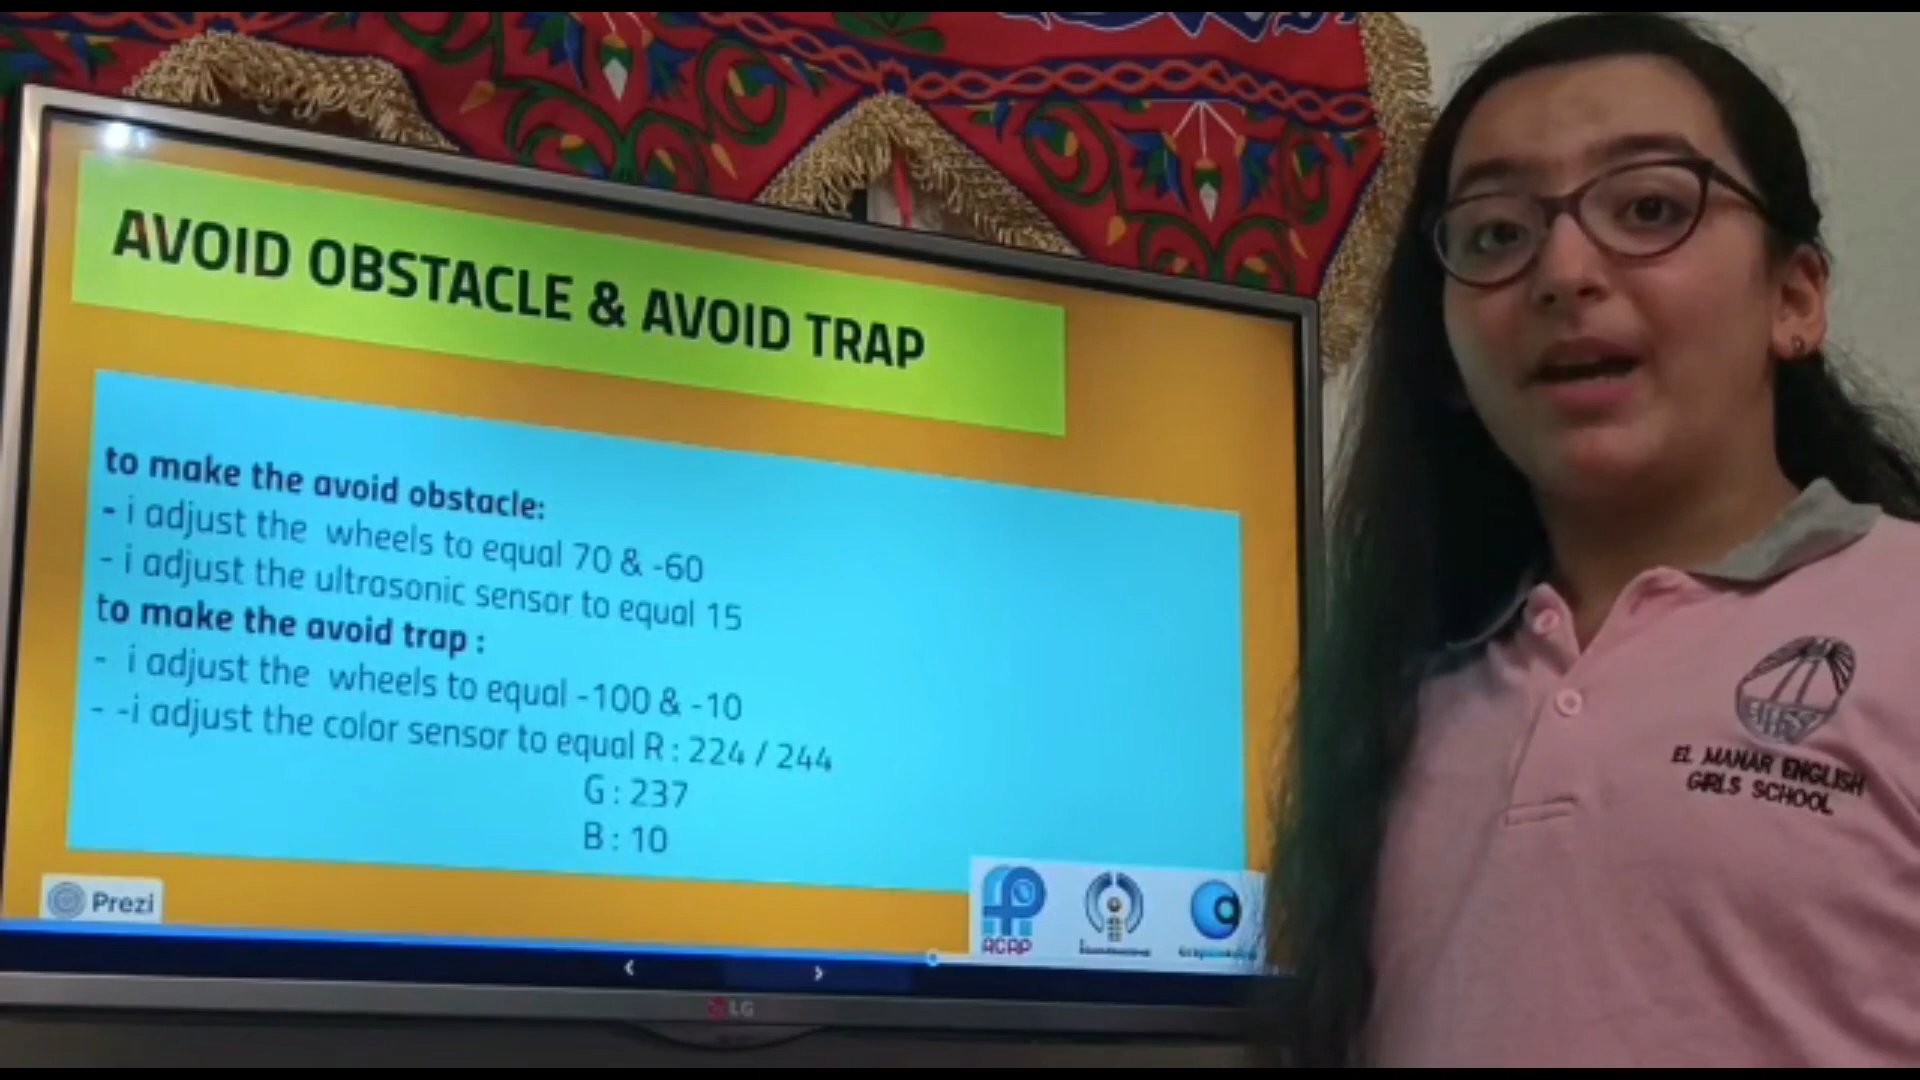 AVOID OBSTACLE & AVOID TRAP
to make the avoid obstacle:
- i adjust the wheels to equal 70 & -60
- i adjust the ultrasonic sensor to equal 15
to make the avoid trap :
- i adjust the wheels to equal -100 & -10
- -i adjust the color sensor to equal R : 224 / 244
G : 237
B : 10
Prezi
ACAP
LG
EL MANAR ENGLISH
GIRLS SCHOOL